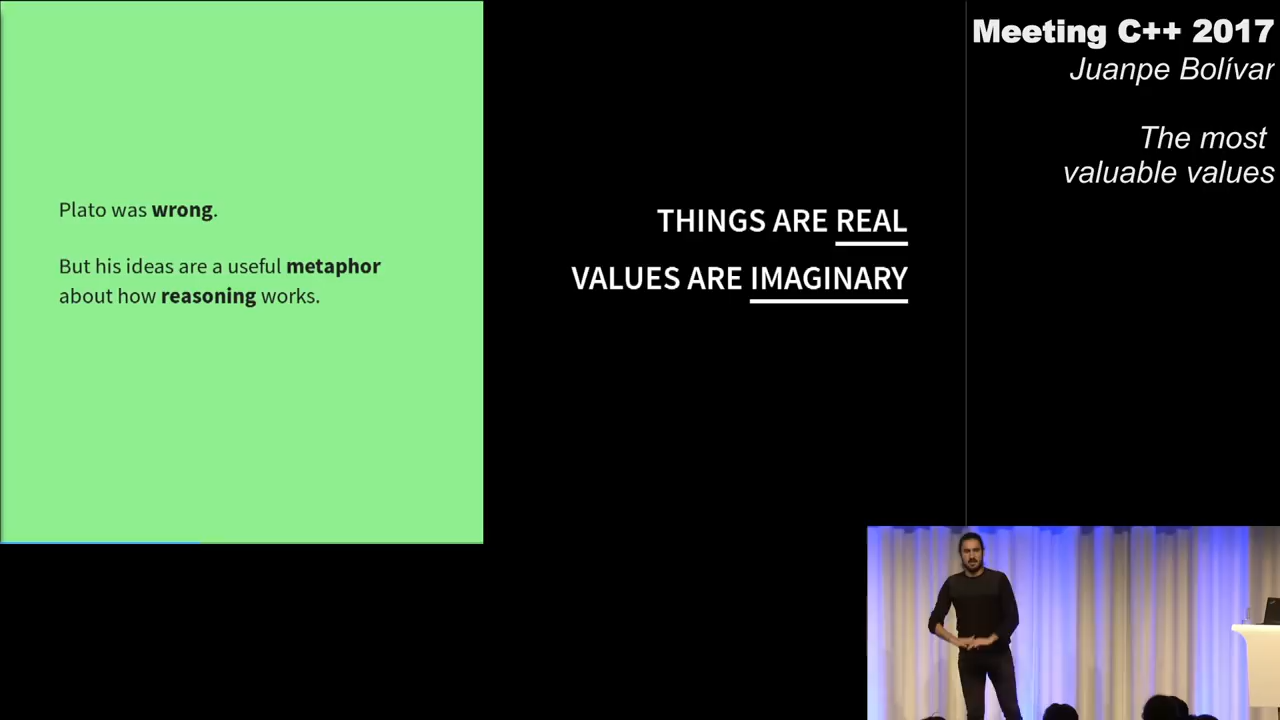 Plato was wrong.
But his ideas are a useful metaphor
about how reasoning works.
THINGS ARE REAL
VALUES ARE IMAGINARY
Meeting C++ 2017
Juanpe Bolívar
The most
valuable values